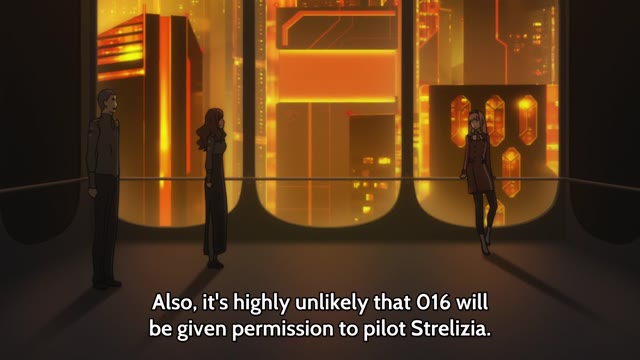 Also, it's highly unlikely that 016 will
be given permission to pilot Strelizia.